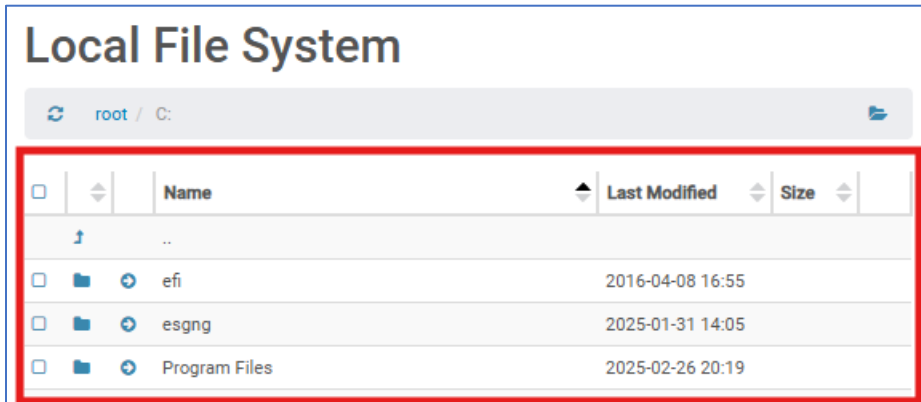 Local File System
root / C:
Name Last Modified Size
..
efi 2016-04-08 16:55
esgng 2025-01-31 14:05
Program Files 2025-02-26 20:19